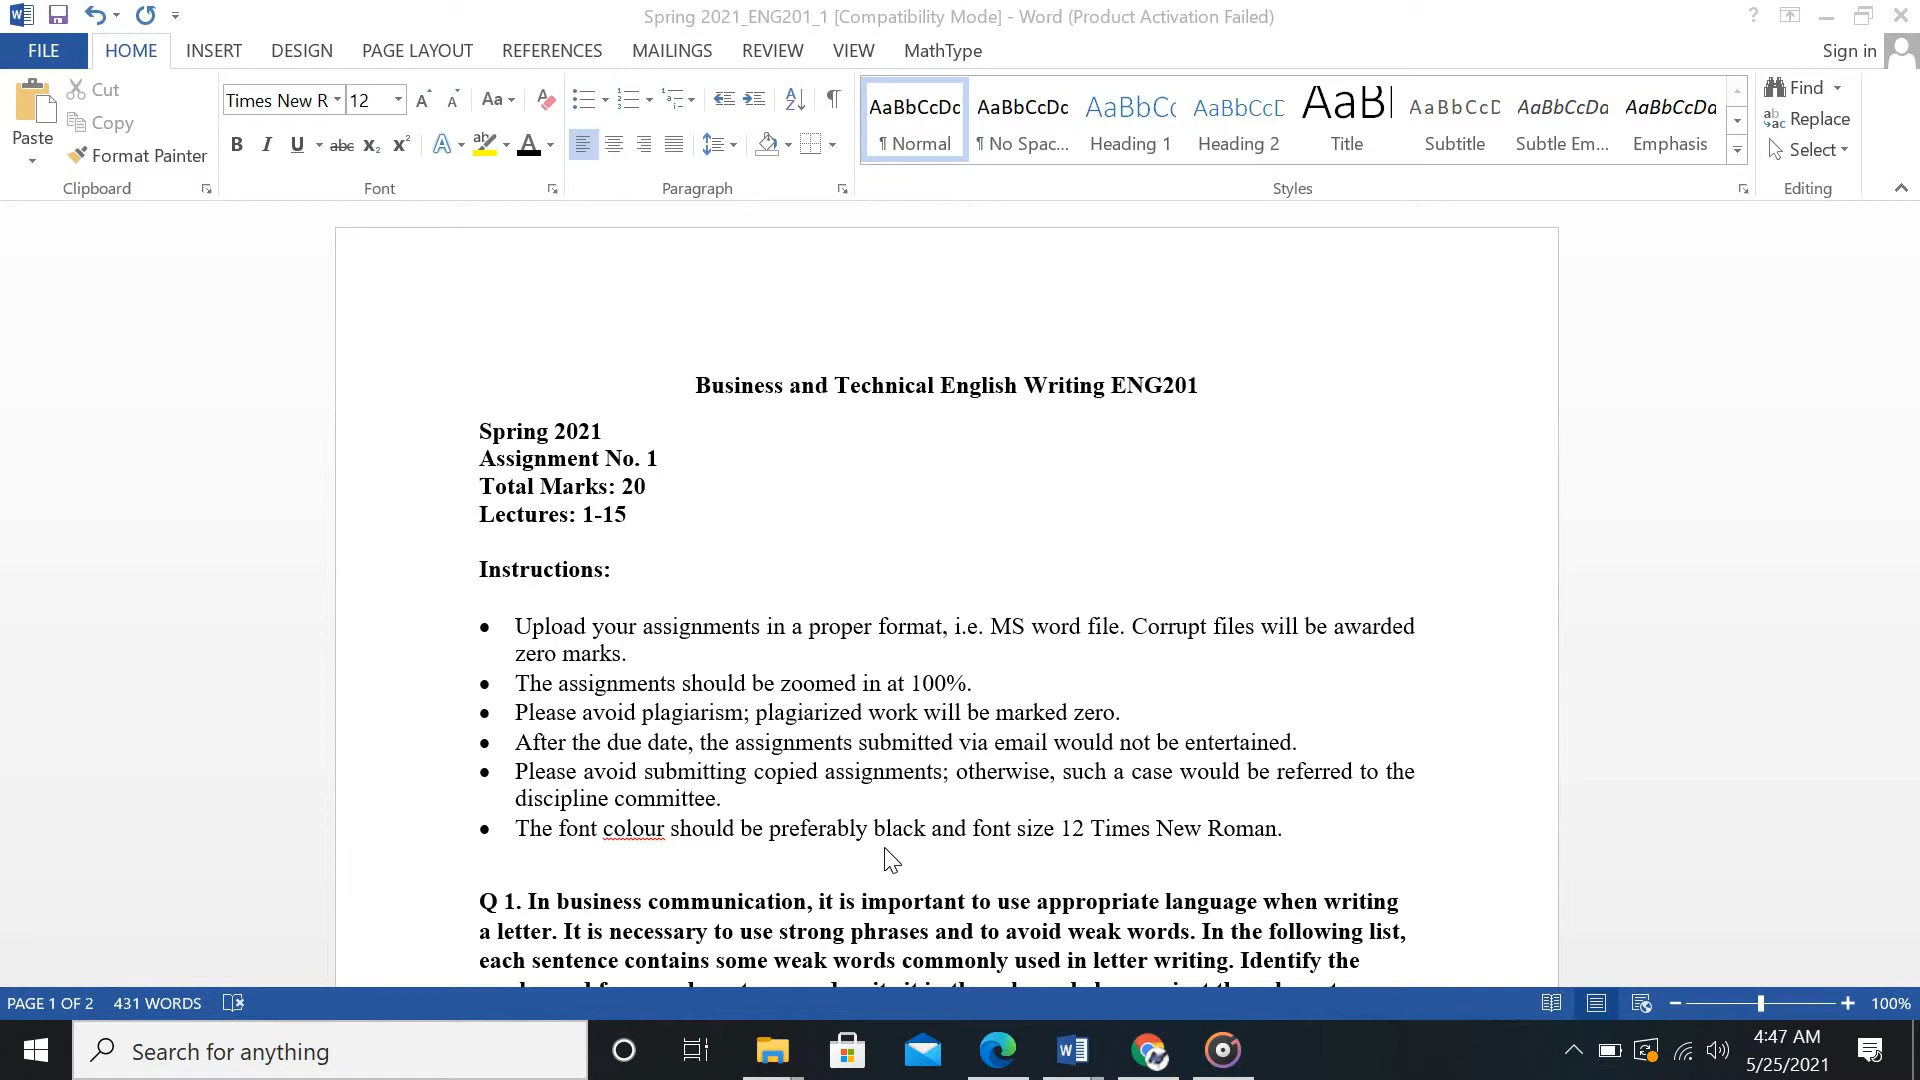 Spring 2021_ENG201_1 [Compatibility Mode] - Word (Product Activation Failed)
FILE HOME INSERT DESIGN PAGE LAYOUT REFERENCES MAILINGS REVIEW VIEW MathType Sign in
Cut
Copy
Format Painter
Paste
Clipboard
Times New R 12
Font
Paragraph
AaBbCcDc AaBbCcDc AaBbCc AaBbCcD AaB AaBbCcD AaBbCcDa AaBbCcDa
¶ Normal ¶ No Spac... Heading 1 Heading 2 Title Subtitle Subtle Em... Emphasis
Styles
Find
Replace
Select
Editing
Business and Technical English Writing ENG201
Spring 2021
Assignment No. 1
Total Marks: 20
Lectures: 1-15
Instructions:
• Upload your assignments in a proper format, i.e. MS word file. Corrupt files will be awarded
zero marks.
• The assignments should be zoomed in at 100%.
• Please avoid plagiarism; plagiarized work will be marked zero.
• After the due date, the assignments submitted via email would not be entertained.
• Please avoid submitting copied assignments; otherwise, such a case would be referred to the
discipline committee.
• The font colour should be preferably black and font size 12 Times New Roman.
Q 1. In business communication, it is important to use appropriate language when writing
a letter. It is necessary to use strong phrases and to avoid weak words. In the following list,
each sentence contains some weak words commonly used in letter writing. Identify the
PAGE 1 OF 2 431 WORDS 100%
Search for anything
4:47 AM
5/25/2021